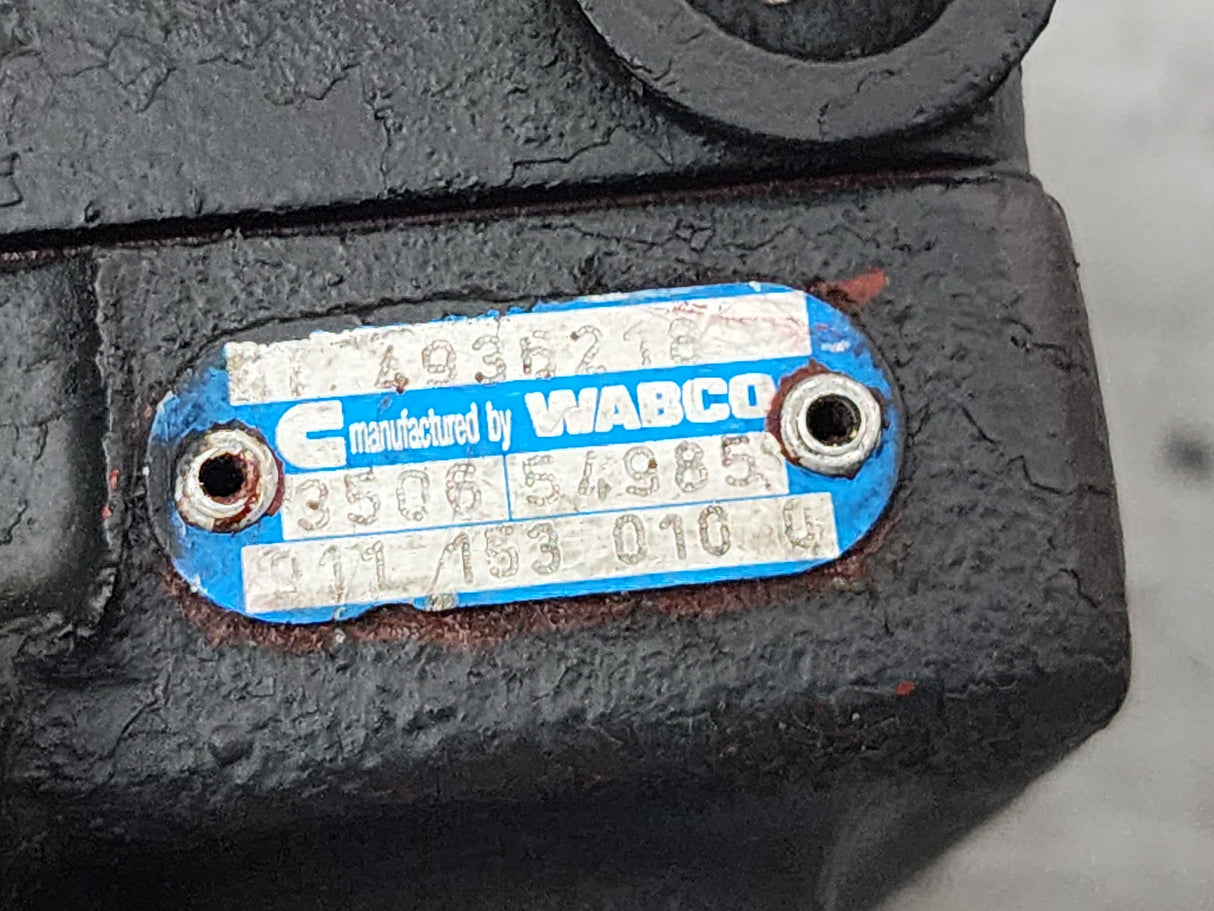 4936218
C manufactured by WABCO
3506 54985
911 153 010 0